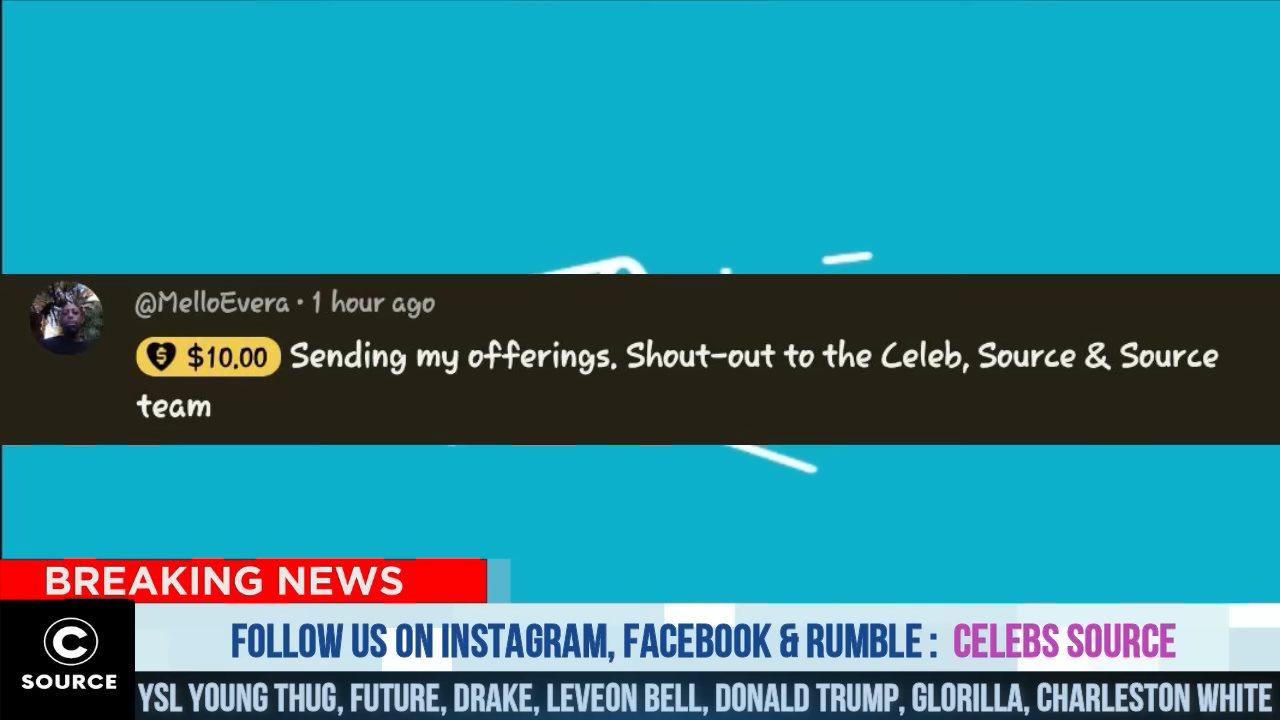 @MelloEvera · 1 hour ago
$10.00 Sending my offerings. Shout-out to the Celeb, Source & Source
team
BREAKING NEWS
FOLLOW US ON INSTAGRAM, FACEBOOK & RUMBLE : CELEBS SOURCE
C
SOURCE
YSL YOUNG THUG, FUTURE, DRAKE, LEVEON BELL, DONALD TRUMP, GLORILLA, CHARLESTON WHITE